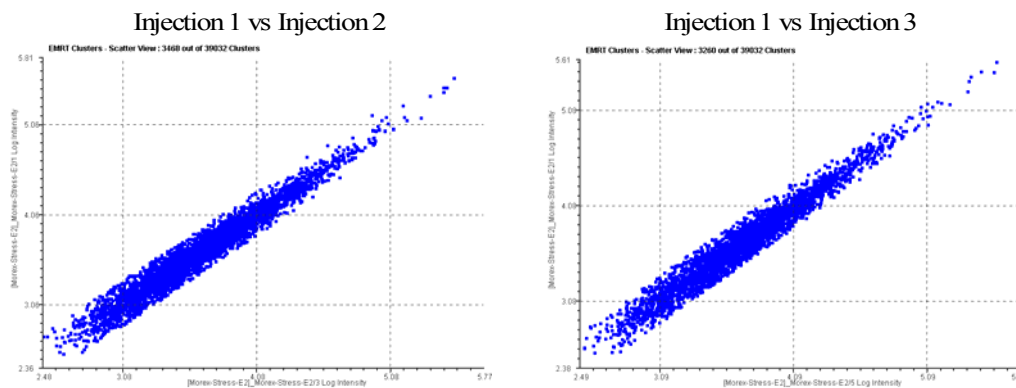 Injection 1 vs Injection 2
EMRT Clusters - Scatter View : 3468 out of 39032 Clusters
5.81
5.08
4.08
3.08
2.36
2.48
3.08
4.08
5.08
5.77
[Morex-Stress-E2]_Morex-Stress-E2/1 Log Intensity
[Morex-Stress-E2]_Morex-Stress-E2/3 Log Intensity
Injection 1 vs Injection 3
EMRT Clusters - Scatter View : 3260 out of 39032 Clusters
5.61
5.08
4.08
3.08
2.38
2.49
3.09
4.09
5.09
[Morex-Stress-E2]_Morex-Stress-E2/1 Log Intensity
[Morex-Stress-E2]_Morex-Stress-E2/5 Log Intensity